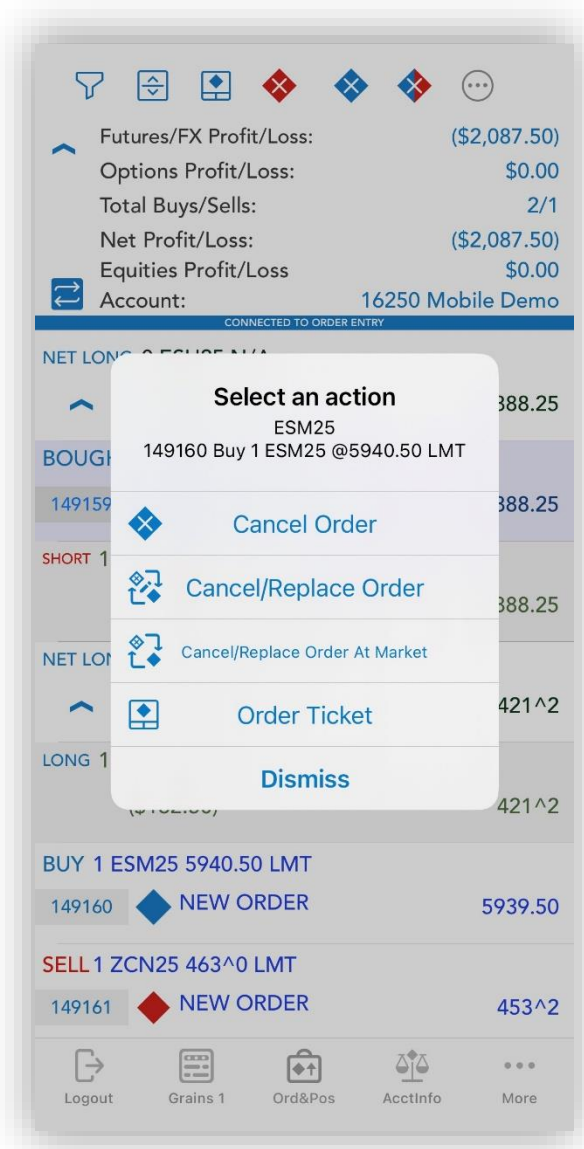 Futures/FX Profit/Loss: ($2,087.50)
Options Profit/Loss: $0.00
Total Buys/Sells: 2/1
Net Profit/Loss: ($2,087.50)
Equities Profit/Loss $0.00
Account: 16250 Mobile Demo
CONNECTED TO ORDER ENTRY
NET LONG
Select an action
ESM25
149160 Buy 1 ESM25 @5940.50 LMT
388.25
149159
Cancel Order
388.25
SHORT 1
Cancel/Replace Order
388.25
Cancel/Replace Order At Market
Order Ticket
421^2
LONG 1
Dismiss
421^2
BUY 1 ESM25 5940.50 LMT
149160 NEW ORDER 5939.50
SELL 1 ZCN25 463^0 LMT
149161 NEW ORDER 453^2
Logout Grains 1 Ord&Pos AcctInfo More